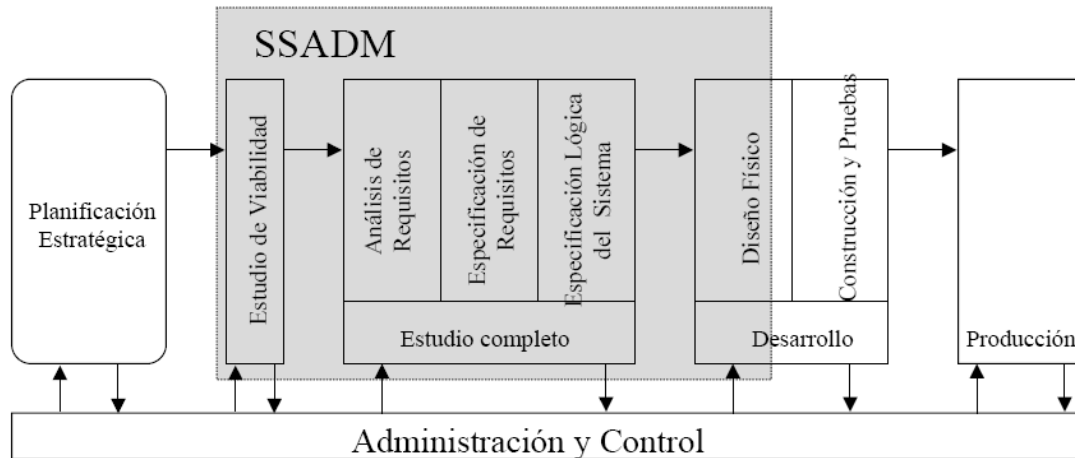 SSADM
Planificación
Estratégica
Estudio de Viabilidad
Análisis de
Requisitos
Especificación de
Requisitos
Especificación Lógica
del Sistema
Estudio completo
Diseño Físico
Construcción y Pruebas
Desarrollo
Producción
Administración y Control